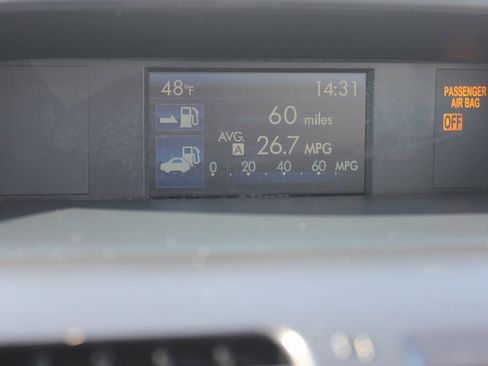 48°F 14:31
60 miles
AVG.
A 26.7 MPG
0 20 40 60 MPG
PASSENGER
AIR BAG
OFF